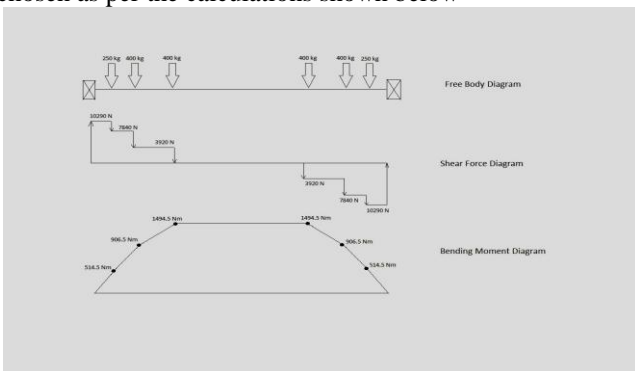 chosen as per the calculations shown below
250 kg 400 kg 400 kg 400 kg 400 kg 250 kg
Free Body Diagram
10290 N
7840 N
3920 N
Shear Force Diagram
3920 N
7840 N
10290 N
1494.5 Nm 1494.5 Nm
906.5 Nm 906.5 Nm
Bending Moment Diagram
514.5 Nm 514.5 Nm